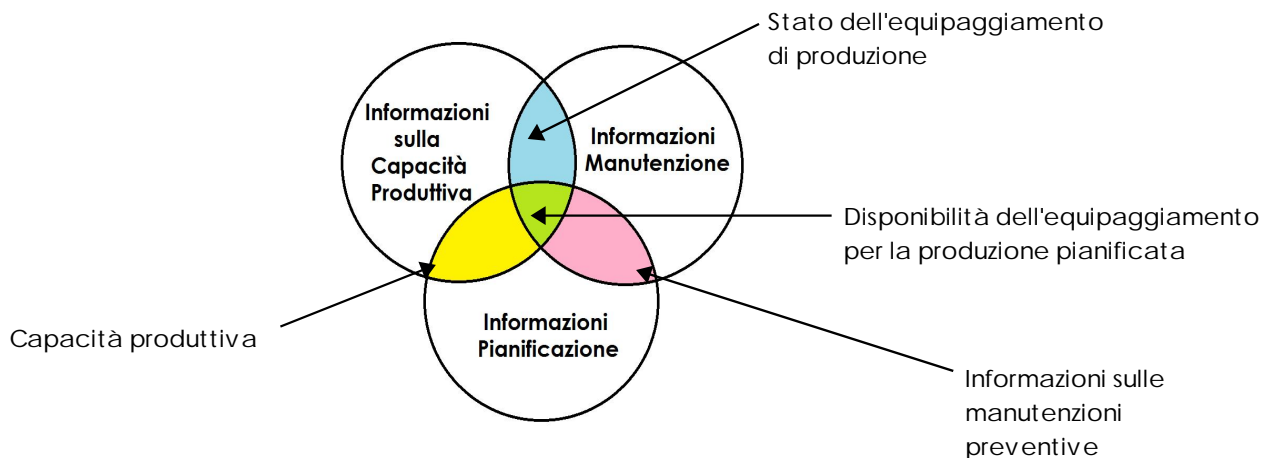 Stato dell'equipaggiamento
di produzione
Informazioni
sulla
Capacità
Produttiva
Informazioni
Manutenzione
Disponibilità dell'equipaggiamento
per la produzione pianificata
Capacità produttiva
Informazioni
Pianificazione
Informazioni sulle
manutenzioni
preventive